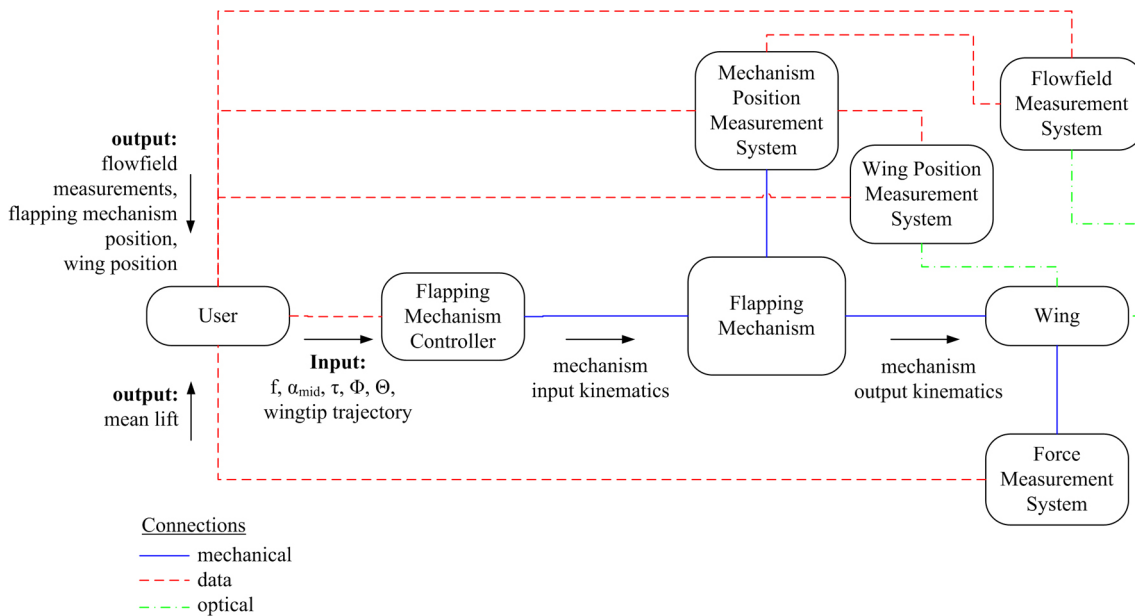 Mechanism
Position
Measurement
System
Flowfield
Measurement
System
output:
flowfield
measurements,
flapping mechanism
position,
wing position
Wing Position
Measurement
System
User
Flapping
Mechanism
Controller
Flapping
Mechanism
Wing
Input:
f, αmid, τ, Φ, Θ,
wingtip trajectory
mechanism
input kinematics
mechanism
output kinematics
output:
mean lift
Force
Measurement
System
Connections
mechanical
data
optical